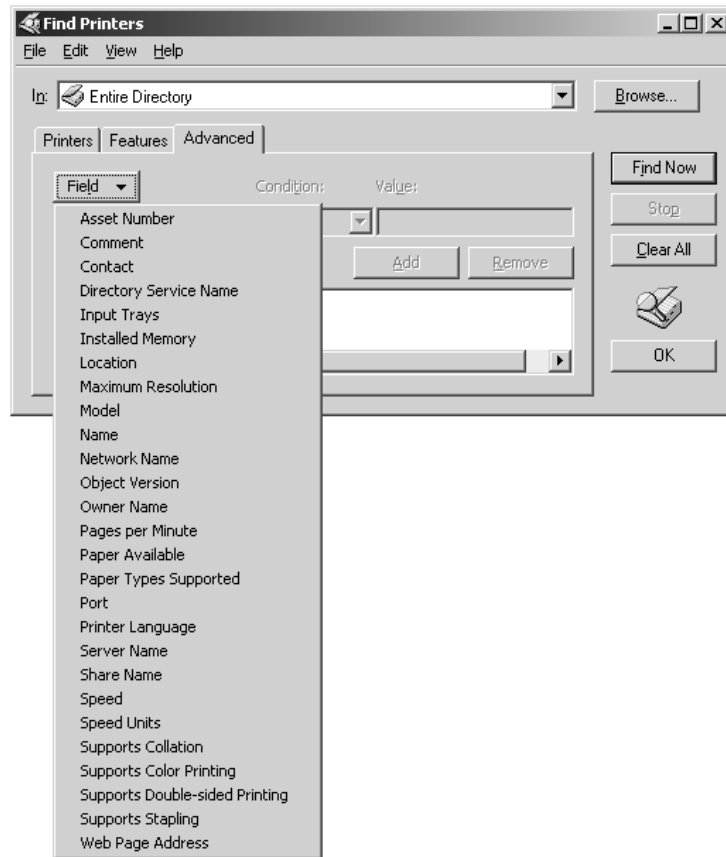 Find Printers
File Edit View Help
In: Entire Directory Browse...
Printers Features Advanced
Field Condition: Value:
Find Now
Stop
Clear All
OK
Add Remove
Asset Number
Comment
Contact
Directory Service Name
Input Trays
Installed Memory
Location
Maximum Resolution
Model
Name
Network Name
Object Version
Owner Name
Pages per Minute
Paper Available
Paper Types Supported
Port
Printer Language
Server Name
Share Name
Speed
Speed Units
Supports Collation
Supports Color Printing
Supports Double-sided Printing
Supports Stapling
Web Page Address